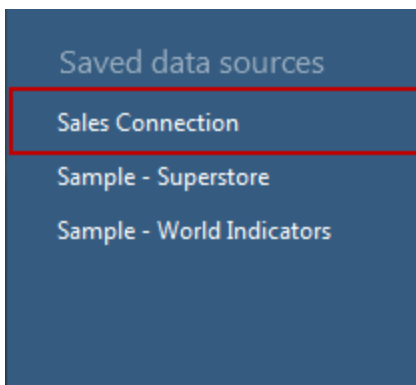 Saved data sources
Sales Connection
Sample - Superstore
Sample - World Indicators